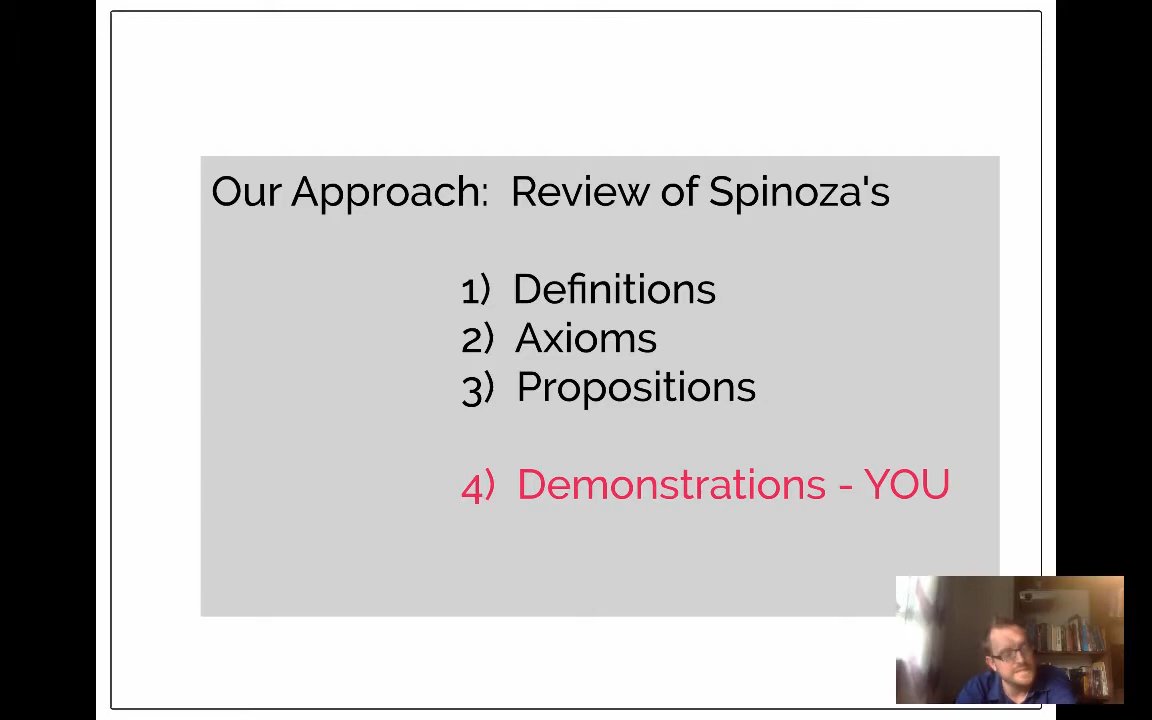 Our Approach: Review of Spinoza's
1) Definitions
2) Axioms
3) Propositions
4) Demonstrations - YOU